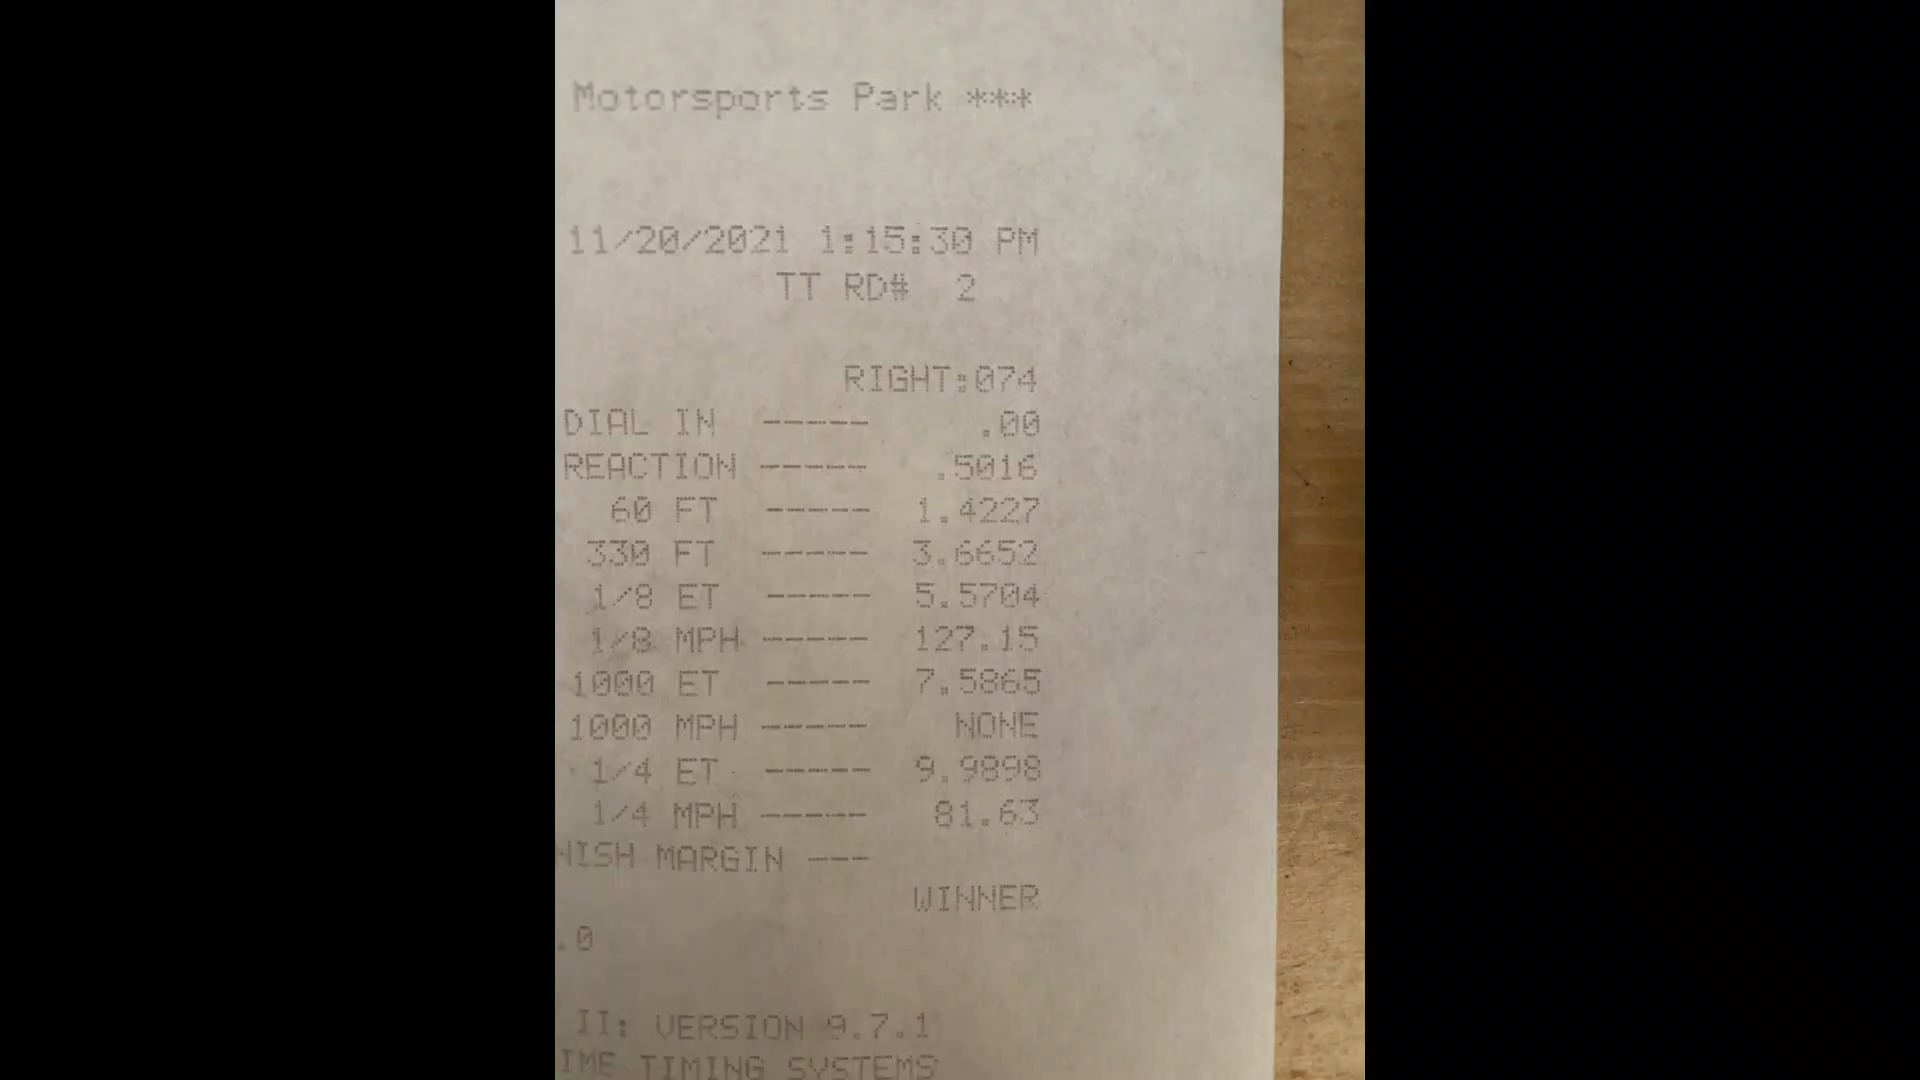 Motorsports Park ***
11/20/2021 1:15:30 PM
TT RD# 2
RIGHT:074
DIAL IN ----- .00
REACTION ----- .5016
60 FT ----- 1.4227
330 FT ----- 3.6652
1/8 ET ----- 5.5704
1/8 MPH ----- 127.15
1000 ET ----- 7.5865
1000 MPH ----- NONE
1/4 ET ----- 9.9898
1/4 MPH ----- 81.63
NISH MARGIN ---
WINNER
.0
II: VERSION 9.7.1
IME TIMING SYSTEMS